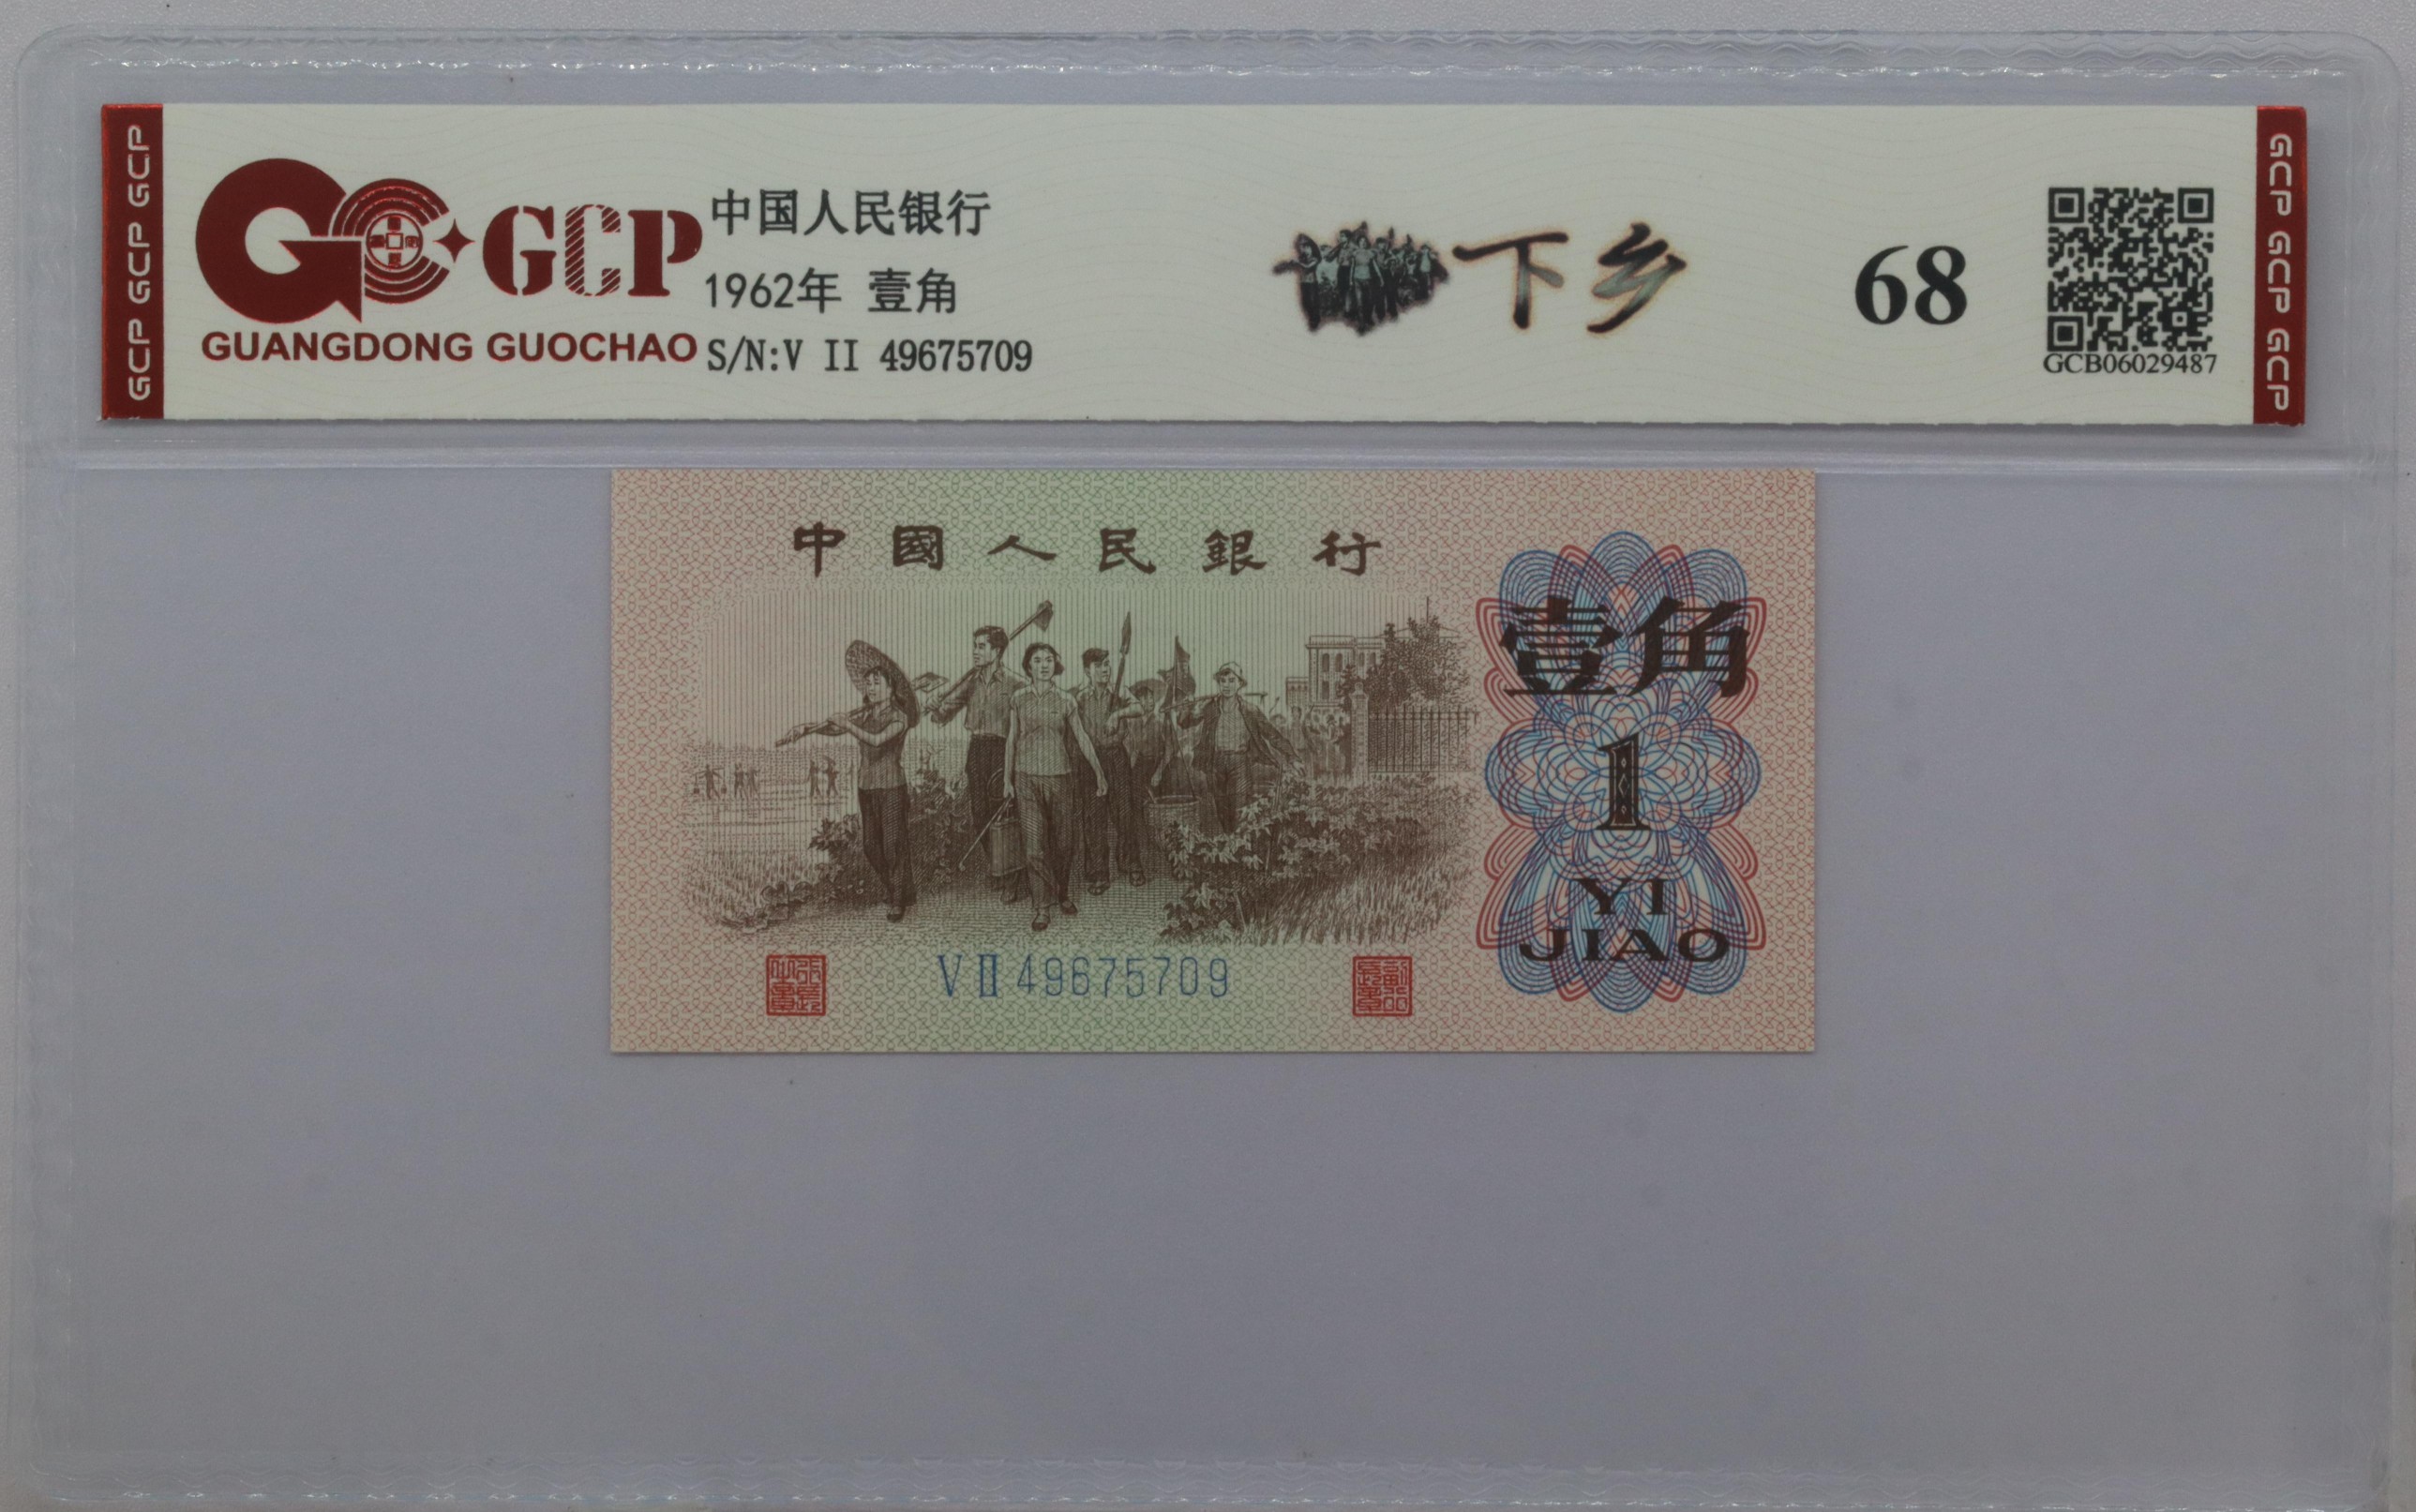 GCP GCP GCP
GCP
GUANGDONG GUOCHAO
中国人民银行
1962年 壹角
S/N:V II 49675709
下乡
68
GCB06029487
GCP GCP GCP
中國人民銀行
壹角
1
YI
JIAO
V II 49675709